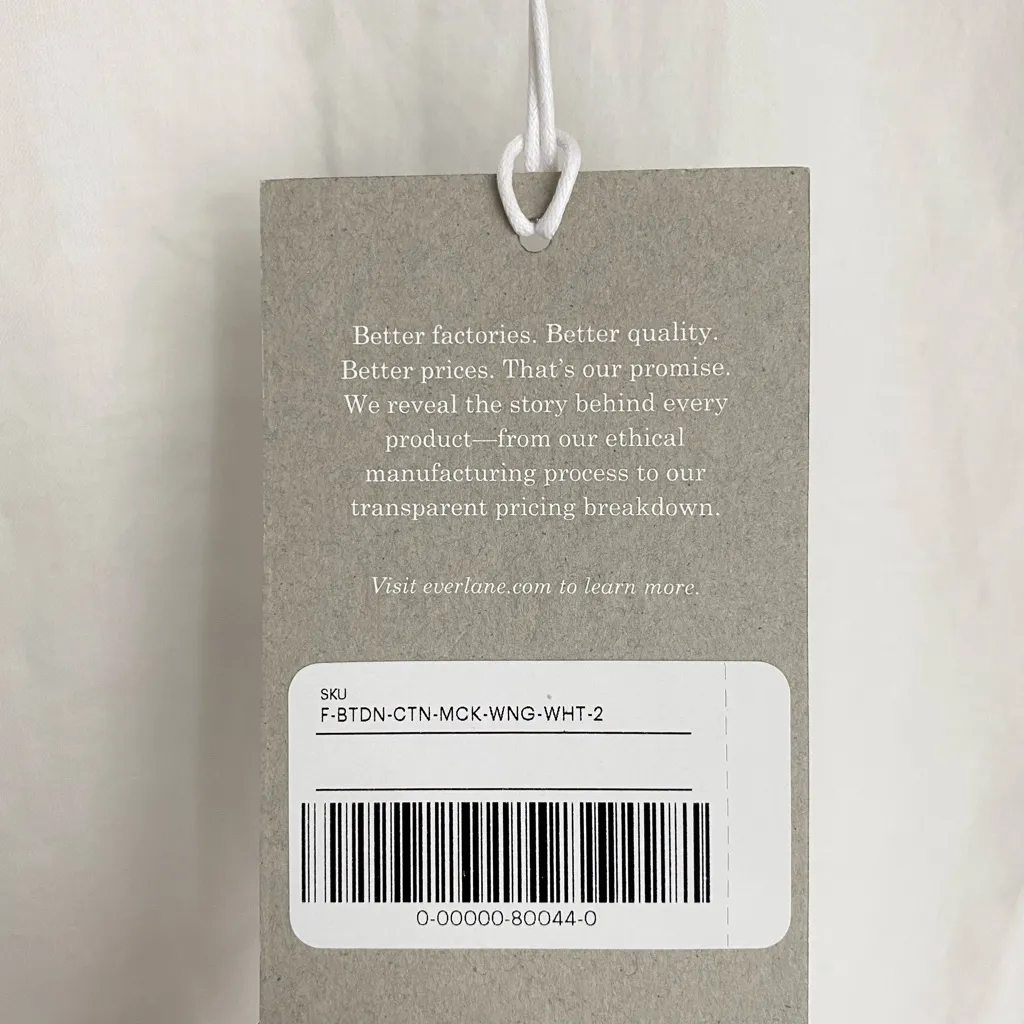 Better factories. Better quality.
Better prices. That's our promise.
We reveal the story behind every
product—from our ethical
manufacturing process to our
transparent pricing breakdown.
Visit everlane.com to learn more.
SKU
F-BTDN-CTN-MCK-WNG-WHT-2
0-00000-80044-0